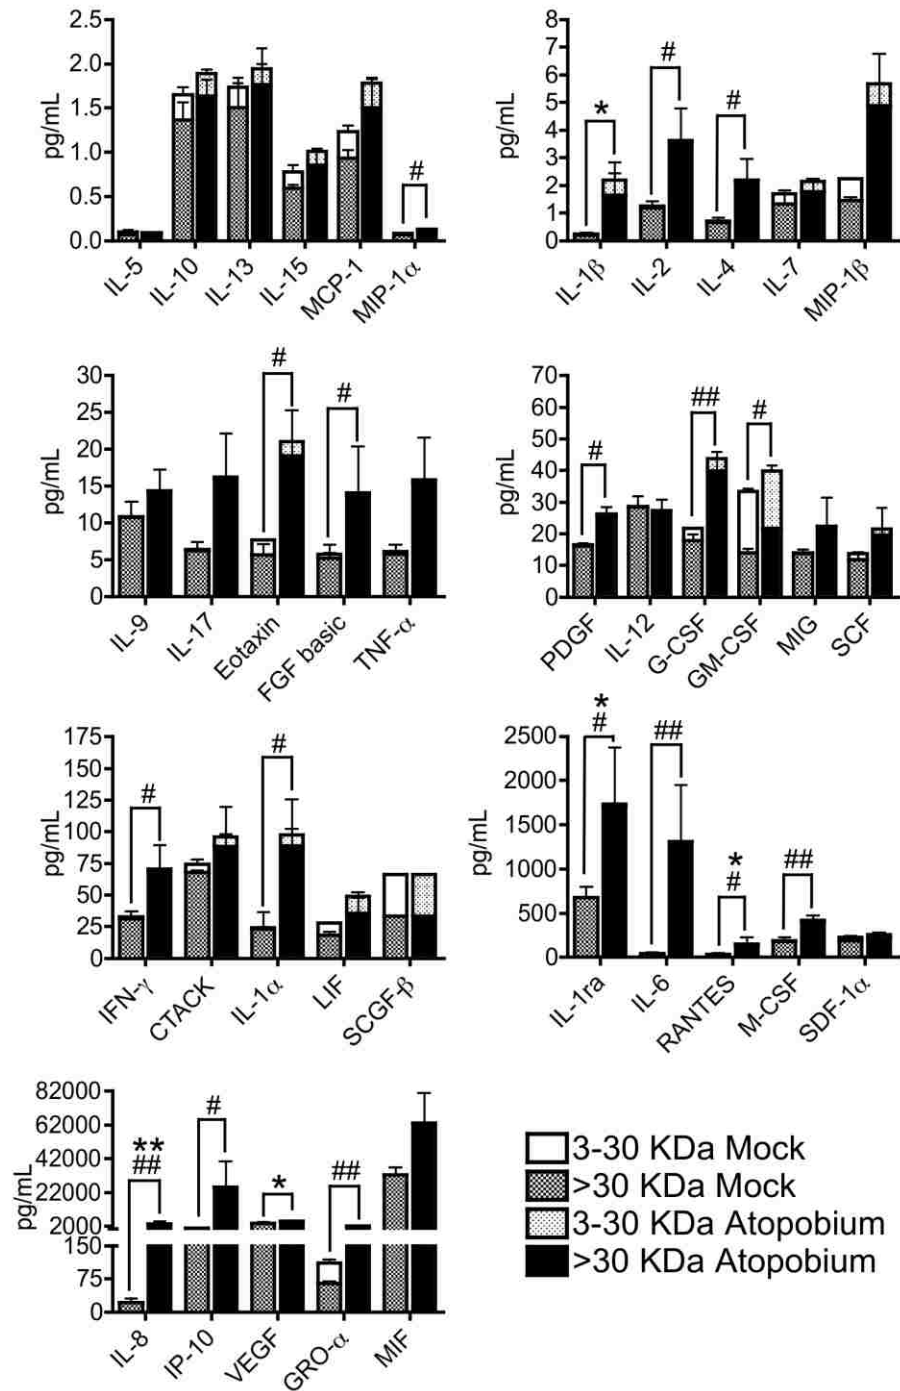 2.5
2.0
1.5
1.0
0.5
0.0
pg/mL
#
IL-5
IL-10
IL-13
IL-15
MCP-1
MIP-1α
8
7
6
5
4
3
2
1
0
pg/mL
*
#
#
IL-1β
IL-2
IL-4
IL-7
MIP-1β
30
25
20
15
10
5
0
pg/mL
#
#
IL-9
IL-17
Eotaxin
FGF basic
TNF-α
70
60
50
40
30
20
10
0
pg/mL
#
##
#
PDGF
IL-12
G-CSF
GM-CSF
MIG
SCF
175
150
125
100
75
50
25
0
pg/mL
#
#
IFN-γ
CTACK
IL-1α
LIF
SCGF-β
2500
2000
1500
1000
500
0
pg/mL
*
#
##
*
#
##
IL-1ra
IL-6
RANTES
M-CSF
SDF-1α
82000
62000
42000
22000
2000
150
75
0
pg/mL
**
##
#
*
##
IL-8
IP-10
VEGF
GRO-α
MIF
3-30 KDa Mock
>30 KDa Mock
3-30 KDa Atopobium
>30 KDa Atopobium